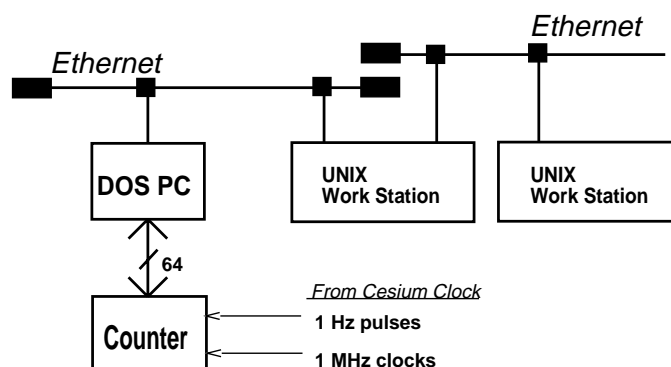 Ethernet
Ethernet
DOS PC
UNIX
Work Station
UNIX
Work Station
64
From Cesium Clock
Counter
1 Hz pulses
1 MHz clocks